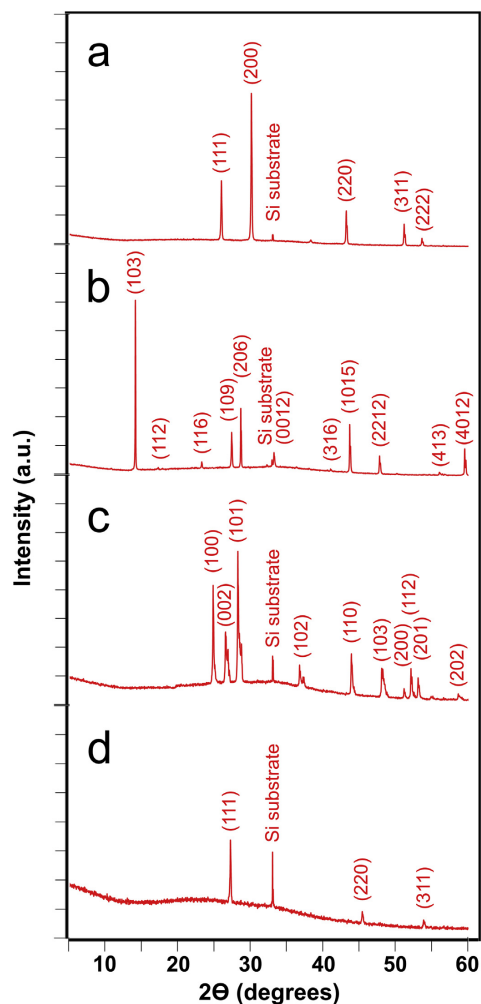 a
(111)
(200)
Si substrate
(220)
(311)
(222)
b
(103)
(112)
(116)
(109)
(206)
Si substrate
(0012)
(316)
(1015)
(2212)
(413)
(4012)
c
(100)
(002)
(101)
Si substrate
(102)
(110)
(103)
(200)
(112)
(201)
(202)
d
(111)
Si substrate
(220)
(311)
Intensity (a.u.)
10 20 30 40 50 60
2Ɵ (degrees)